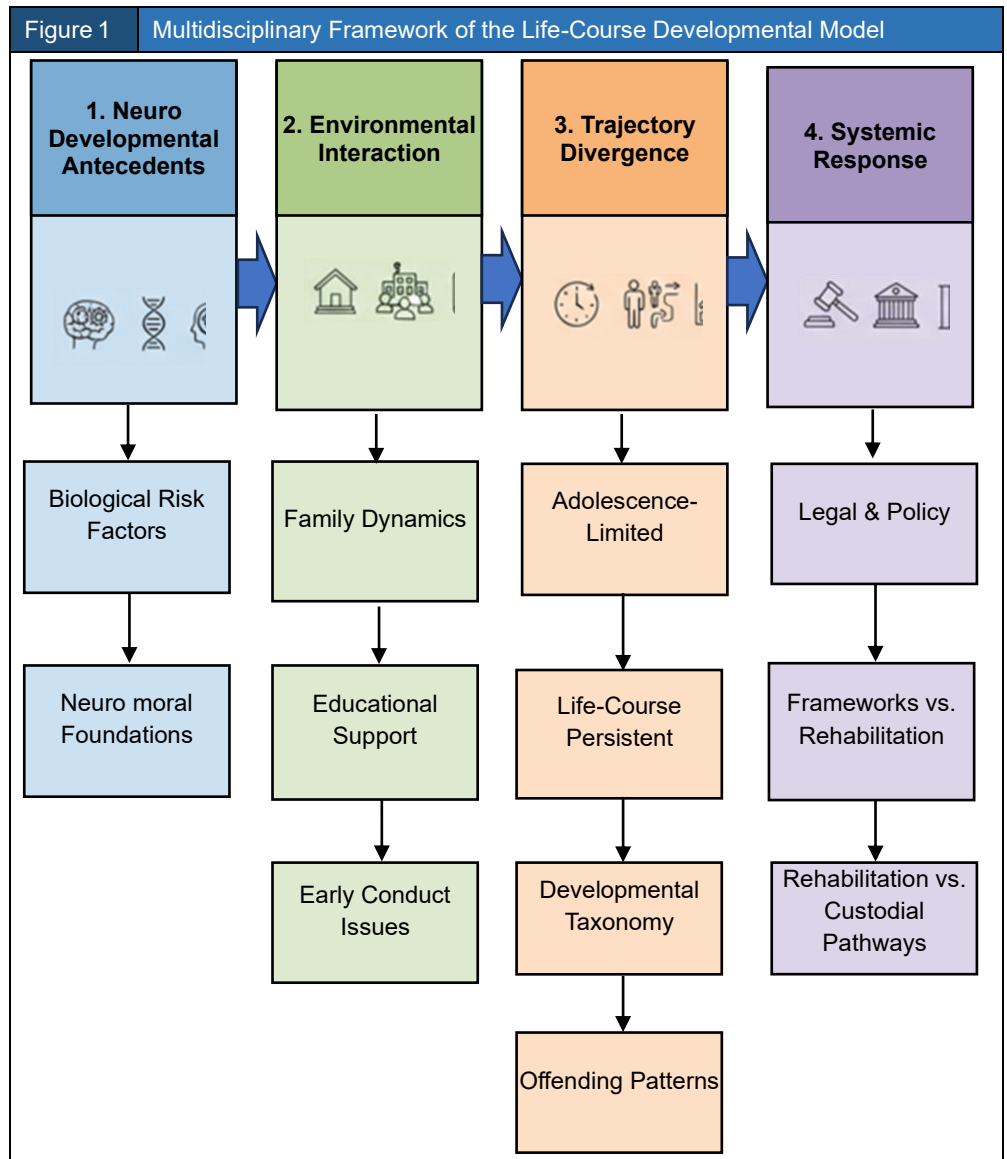 Figure 1
Multidisciplinary Framework of the Life-Course Developmental Model
1. Neuro
Developmental
Antecedents
2. Environmental
Interaction
3. Trajectory
Divergence
4. Systemic
Response
Biological Risk
Factors
Neuro moral
Foundations
Family Dynamics
Educational
Support
Early Conduct
Issues
Adolescence-
Limited
Life-Course
Persistent
Developmental
Taxonomy
Offending Patterns
Legal & Policy
Frameworks vs.
Rehabilitation
Rehabilitation vs.
Custodial
Pathways